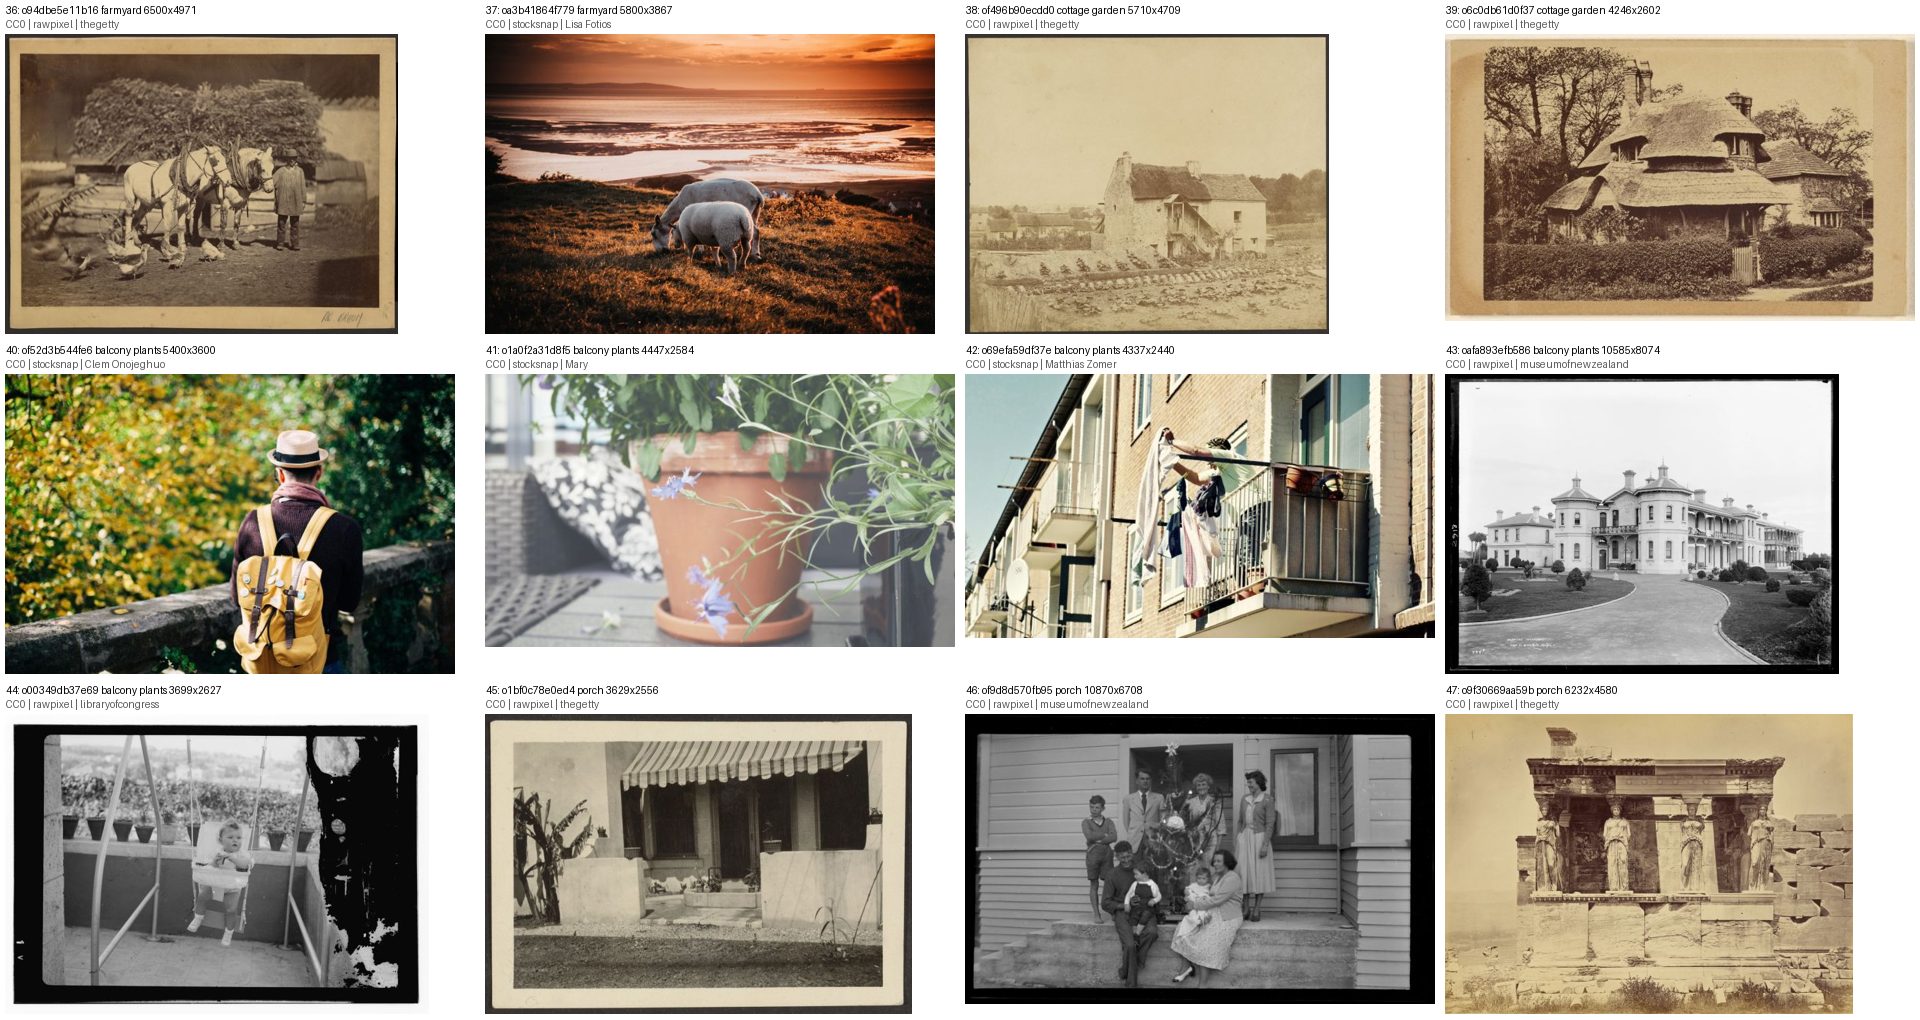 36: o94dbe5e11b16 farmyard 6500x4971
CC0 | rawpixel | thegetty
37: oa3b41864f779 farmyard 5800x3867
CC0 | stocksnap | Lisa Fotios
38: of496b90ecdd0 cottage garden 5710x4709
CC0 | rawpixel | thegetty
39: o6c0db61d0f37 cottage garden 4246x2602
CC0 | rawpixel | thegetty
40: of52d3b544fe6 balcony plants 5400x3600
CC0 | stocksnap | Clem Onojeghuo
41: o1a0f2a31d8f5 balcony plants 4447x2584
CC0 | stocksnap | Mary
42: o69efa59df37e balcony plants 4337x2440
CC0 | stocksnap | Matthias Zomer
43: oafa893efb586 balcony plants 10585x8074
CC0 | rawpixel | museumofnewzealand
44: o00349db37e69 balcony plants 3699x2627
CC0 | rawpixel | libraryofcongress
45: o1bf0c78e0ed4 porch 3629x2556
CC0 | rawpixel | thegetty
46: of9d8d570fb95 porch 10870x6708
CC0 | rawpixel | museumofnewzealand
47: o9f30669aa59b porch 6232x4580
CC0 | rawpixel | thegetty